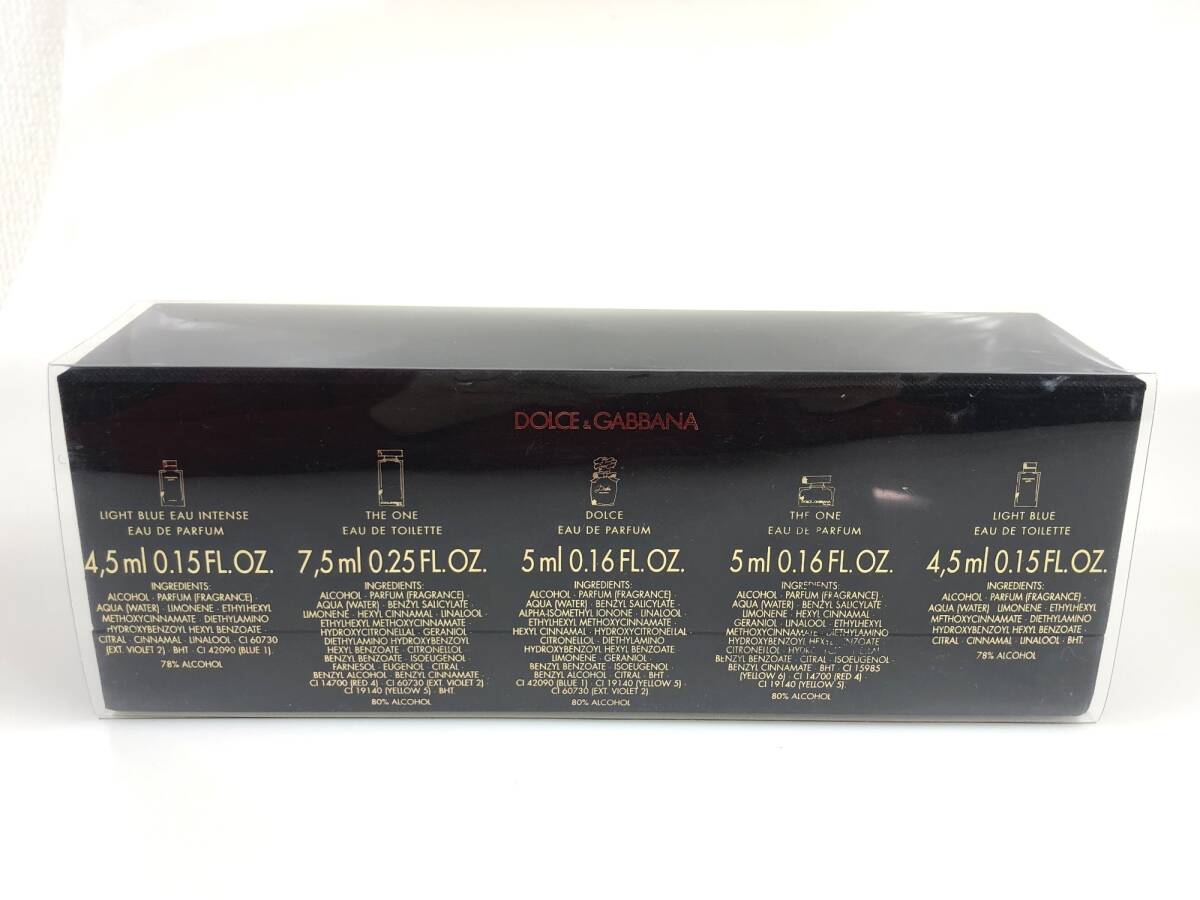 DOLCE & GABBANA
LIGHT BLUE EAU INTENSE
EAU DE PARFUM
4,5 ml 0.15 FL.OZ.
INGREDIENTS:
ALCOHOL · PARFUM (FRAGRANCE) ·
AQUA (WATER) · LIMONENE · ETHYLHEXYL
METHOXYCINNAMATE · DIETHYLAMINO
HYDROXYBENZOYL HEXYL BENZOATE ·
CITRAL · CINNAMAL · LINALOOL · CI 60730
(EXT. VIOLET 2) · BHT · CI 42090 (BLUE 1).
78% ALCOHOL
THE ONE
EAU DE TOILETTE
7,5 ml 0.25 FL.OZ.
INGREDIENTS:
ALCOHOL · PARFUM (FRAGRANCE) ·
AQUA (WATER) · BENZYL SALICYLATE ·
LIMONENE · HEXYL CINNAMAL · LINALOOL ·
ETHYLHEXYL METHOXYCINNAMATE ·
HYDROXYCITRONELLAL · GERANIOL ·
DIETHYLAMINO HYDROXYBENZOYL
HEXYL BENZOATE · CITRONELLOL ·
BENZYL BENZOATE · ISOEUGENOL ·
FARNESOL · EUGENOL · CITRAL ·
BENZYL ALCOHOL · BENZYL CINNAMATE ·
CI 14700 (RED 4) · CI 60730 (EXT. VIOLET 2) ·
CI 19140 (YELLOW 5) · BHT.
80% ALCOHOL
Dolce
DOLCE
EAU DE PARFUM
5 ml 0.16 FL.OZ.
INGREDIENTS:
ALCOHOL · PARFUM (FRAGRANCE) ·
AQUA (WATER) · BENZYL SALICYLATE ·
ALPHA-ISOMETHYL IONONE · LINALOOL ·
ETHYLHEXYL METHOXYCINNAMATE ·
HEXYL CINNAMAL · HYDROXYCITRONELLAL ·
CITRONELLOL · DIETHYLAMINO
HYDROXYBENZOYL HEXYL BENZOATE ·
LIMONENE · GERANIOL ·
BENZYL BENZOATE · ISOEUGENOL ·
BENZYL ALCOHOL · CITRAL · BHT ·
CI 42090 (BLUE 1) · CI 19140 (YELLOW 5) ·
CI 60730 (EXT. VIOLET 2).
80% ALCOHOL
THE ONE
EAU DE PARFUM
5 ml 0.16 FL.OZ.
INGREDIENTS:
ALCOHOL · PARFUM (FRAGRANCE) ·
AQUA (WATER) · BENZYL SALICYLATE ·
LIMONENE · HEXYL CINNAMAL ·
GERANIOL · LINALOOL · ETHYLHEXYL
METHOXYCINNAMATE · DIETHYLAMINO
HYDROXYBENZOYL HEXYL BENZOATE ·
CITRONELLOL ·
BENZYL BENZOATE · CITRAL · ISOEUGENOL ·
BENZYL CINNAMATE · BHT · CI 15985
(YELLOW 6) · CI 14700 (RED 4) ·
CI 19140 (YELLOW 5).
80% ALCOHOL
LIGHT BLUE
EAU DE TOILETTE
4,5 ml 0.15 FL.OZ.
INGREDIENTS:
ALCOHOL · PARFUM (FRAGRANCE) ·
AQUA (WATER) · LIMONENE · ETHYLHEXYL
METHOXYCINNAMATE · DIETHYLAMINO
HYDROXYBENZOYL HEXYL BENZOATE ·
CITRAL · CINNAMAL · LINALOOL · BHT.
78% ALCOHOL